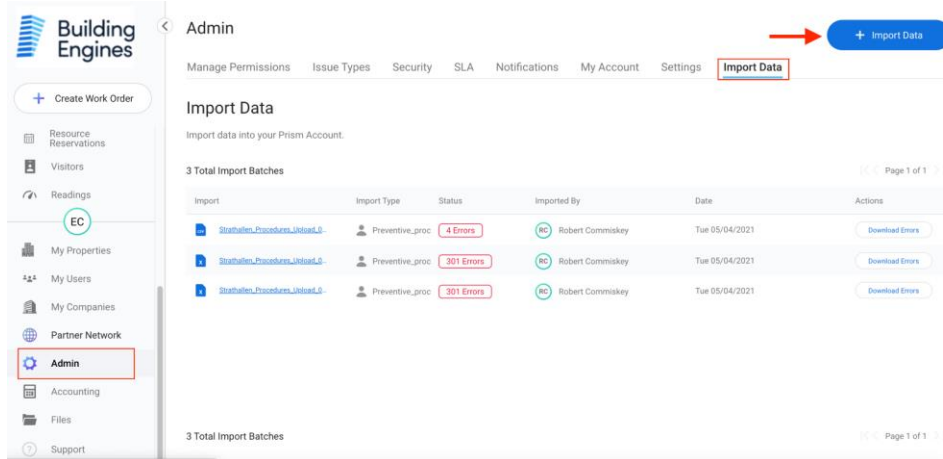 Building
Engines
Admin
+ Import Data
Manage Permissions Issue Types Security SLA Notifications My Account Settings Import Data
+ Create Work Order
Import Data
Resource
Reservations
Import data into your Prism Account.
Visitors
3 Total Import Batches
Page 1 of 1
Readings
Import Import Type Status Imported By Date Actions
EC
Strathallen_Procedures_Upload_0.. Preventive_proc 4 Errors RC Robert Commiskey Tue 05/04/2021 Download Errors
My Properties
Strathallen_Procedures_Upload_0.. Preventive_proc 301 Errors RC Robert Commiskey Tue 05/04/2021 Download Errors
My Users
Strathallen_Procedures_Upload_0.. Preventive_proc 301 Errors RC Robert Commiskey Tue 05/04/2021 Download Errors
My Companies
Partner Network
Admin
Accounting
Files
3 Total Import Batches
Page 1 of 1
Support